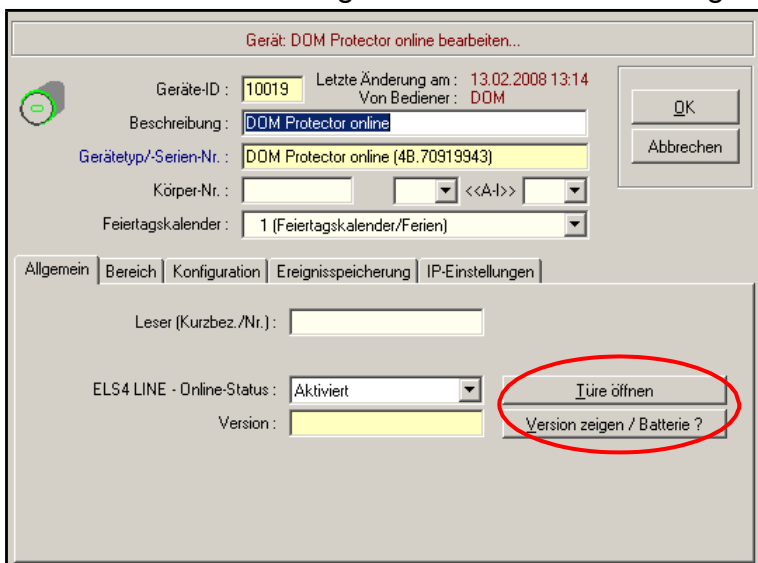 Gerät: DOM Protector online bearbeiten...
Geräte-ID : 10019 Letzte Änderung am : 13.02.2008 13:14
Von Bediener : DOM
Beschreibung : DOM Protector online
Gerätetyp/-Serien-Nr. : DOM Protector online (4B.70919943)
Körper-Nr. : <<A-I>>
Feiertagskalender : 1 (Feiertagskalender/Ferien)
OK
Abbrechen
Allgemein Bereich Konfiguration Ereignisspeicherung IP-Einstellungen
Leser (Kurzbez./Nr.) :
ELS4 LINE - Online-Status : Aktiviert Türe öffnen
Version : Version zeigen / Batterie ?